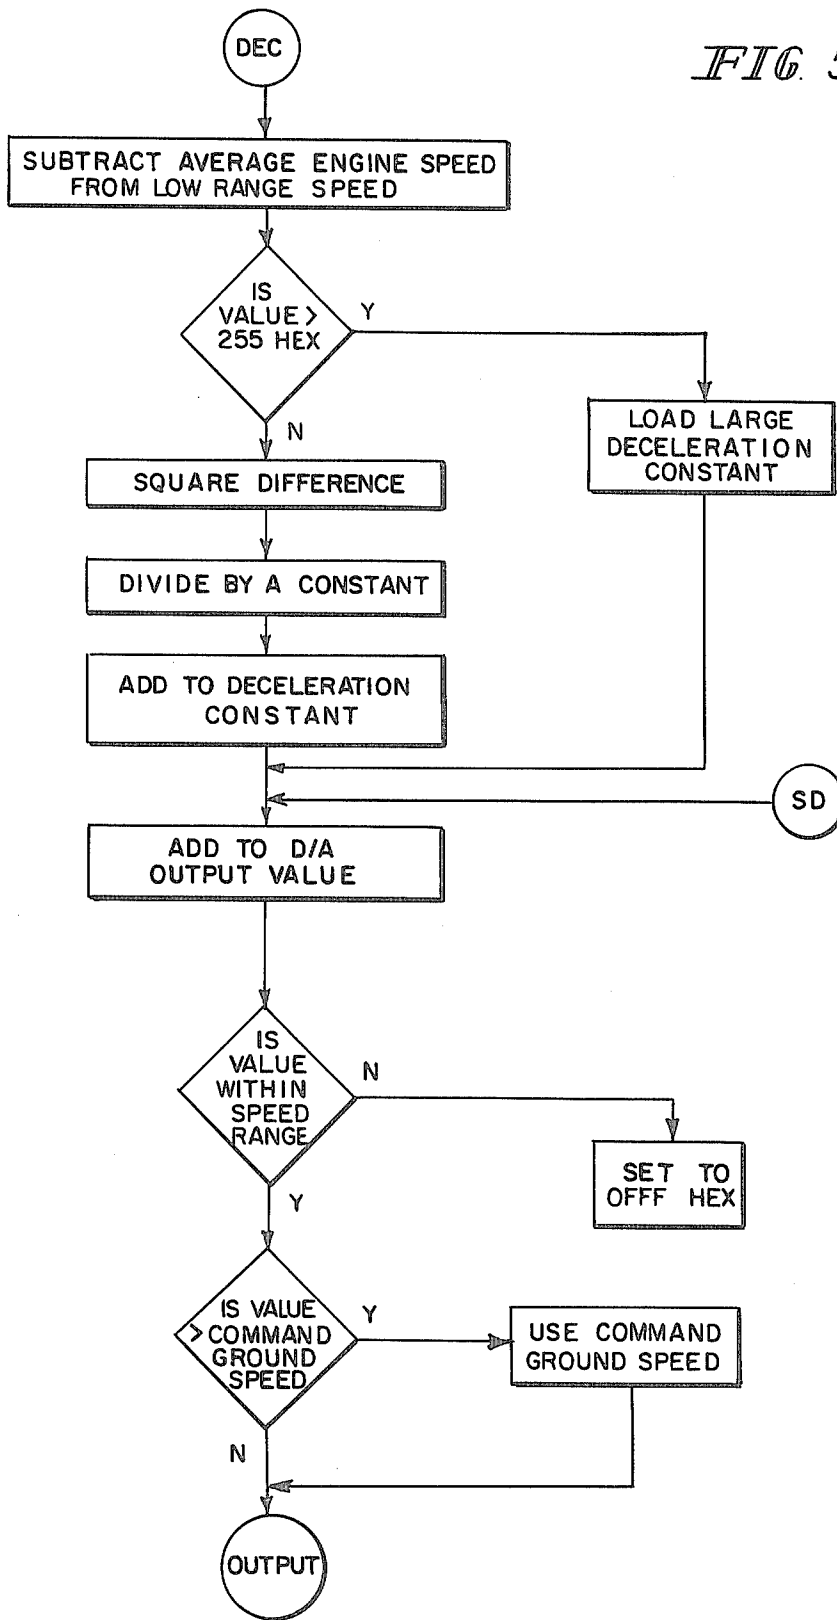 DEC
FIG. 5
SUBTRACT AVERAGE ENGINE SPEED
FROM LOW RANGE SPEED
IS
VALUE >
255 HEX
Y
N
LOAD LARGE
DECELERATION
CONSTANT
SQUARE DIFFERENCE
DIVIDE BY A CONSTANT
ADD TO DECELERATION
CONSTANT
SD
ADD TO D/A
OUTPUT VALUE
IS
VALUE
WITHIN
SPEED
RANGE
N
Y
SET TO
OFFF HEX
IS VALUE
> COMMAND
GROUND
SPEED
Y
N
USE COMMAND
GROUND SPEED
OUTPUT